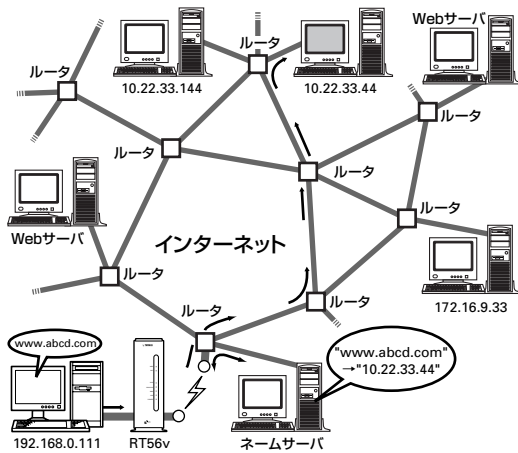 Webサーバ
ルータ
ルータ
10.22.33.144
10.22.33.44
ルータ
ルータ
ルータ
ルータ
Webサーバ
インターネット
ルータ
172.16.9.33
ルータ
ルータ
www.abcd.com
"www.abcd.com"
→"10.22.33.44"
192.168.0.111
RT56v
ネームサーバ